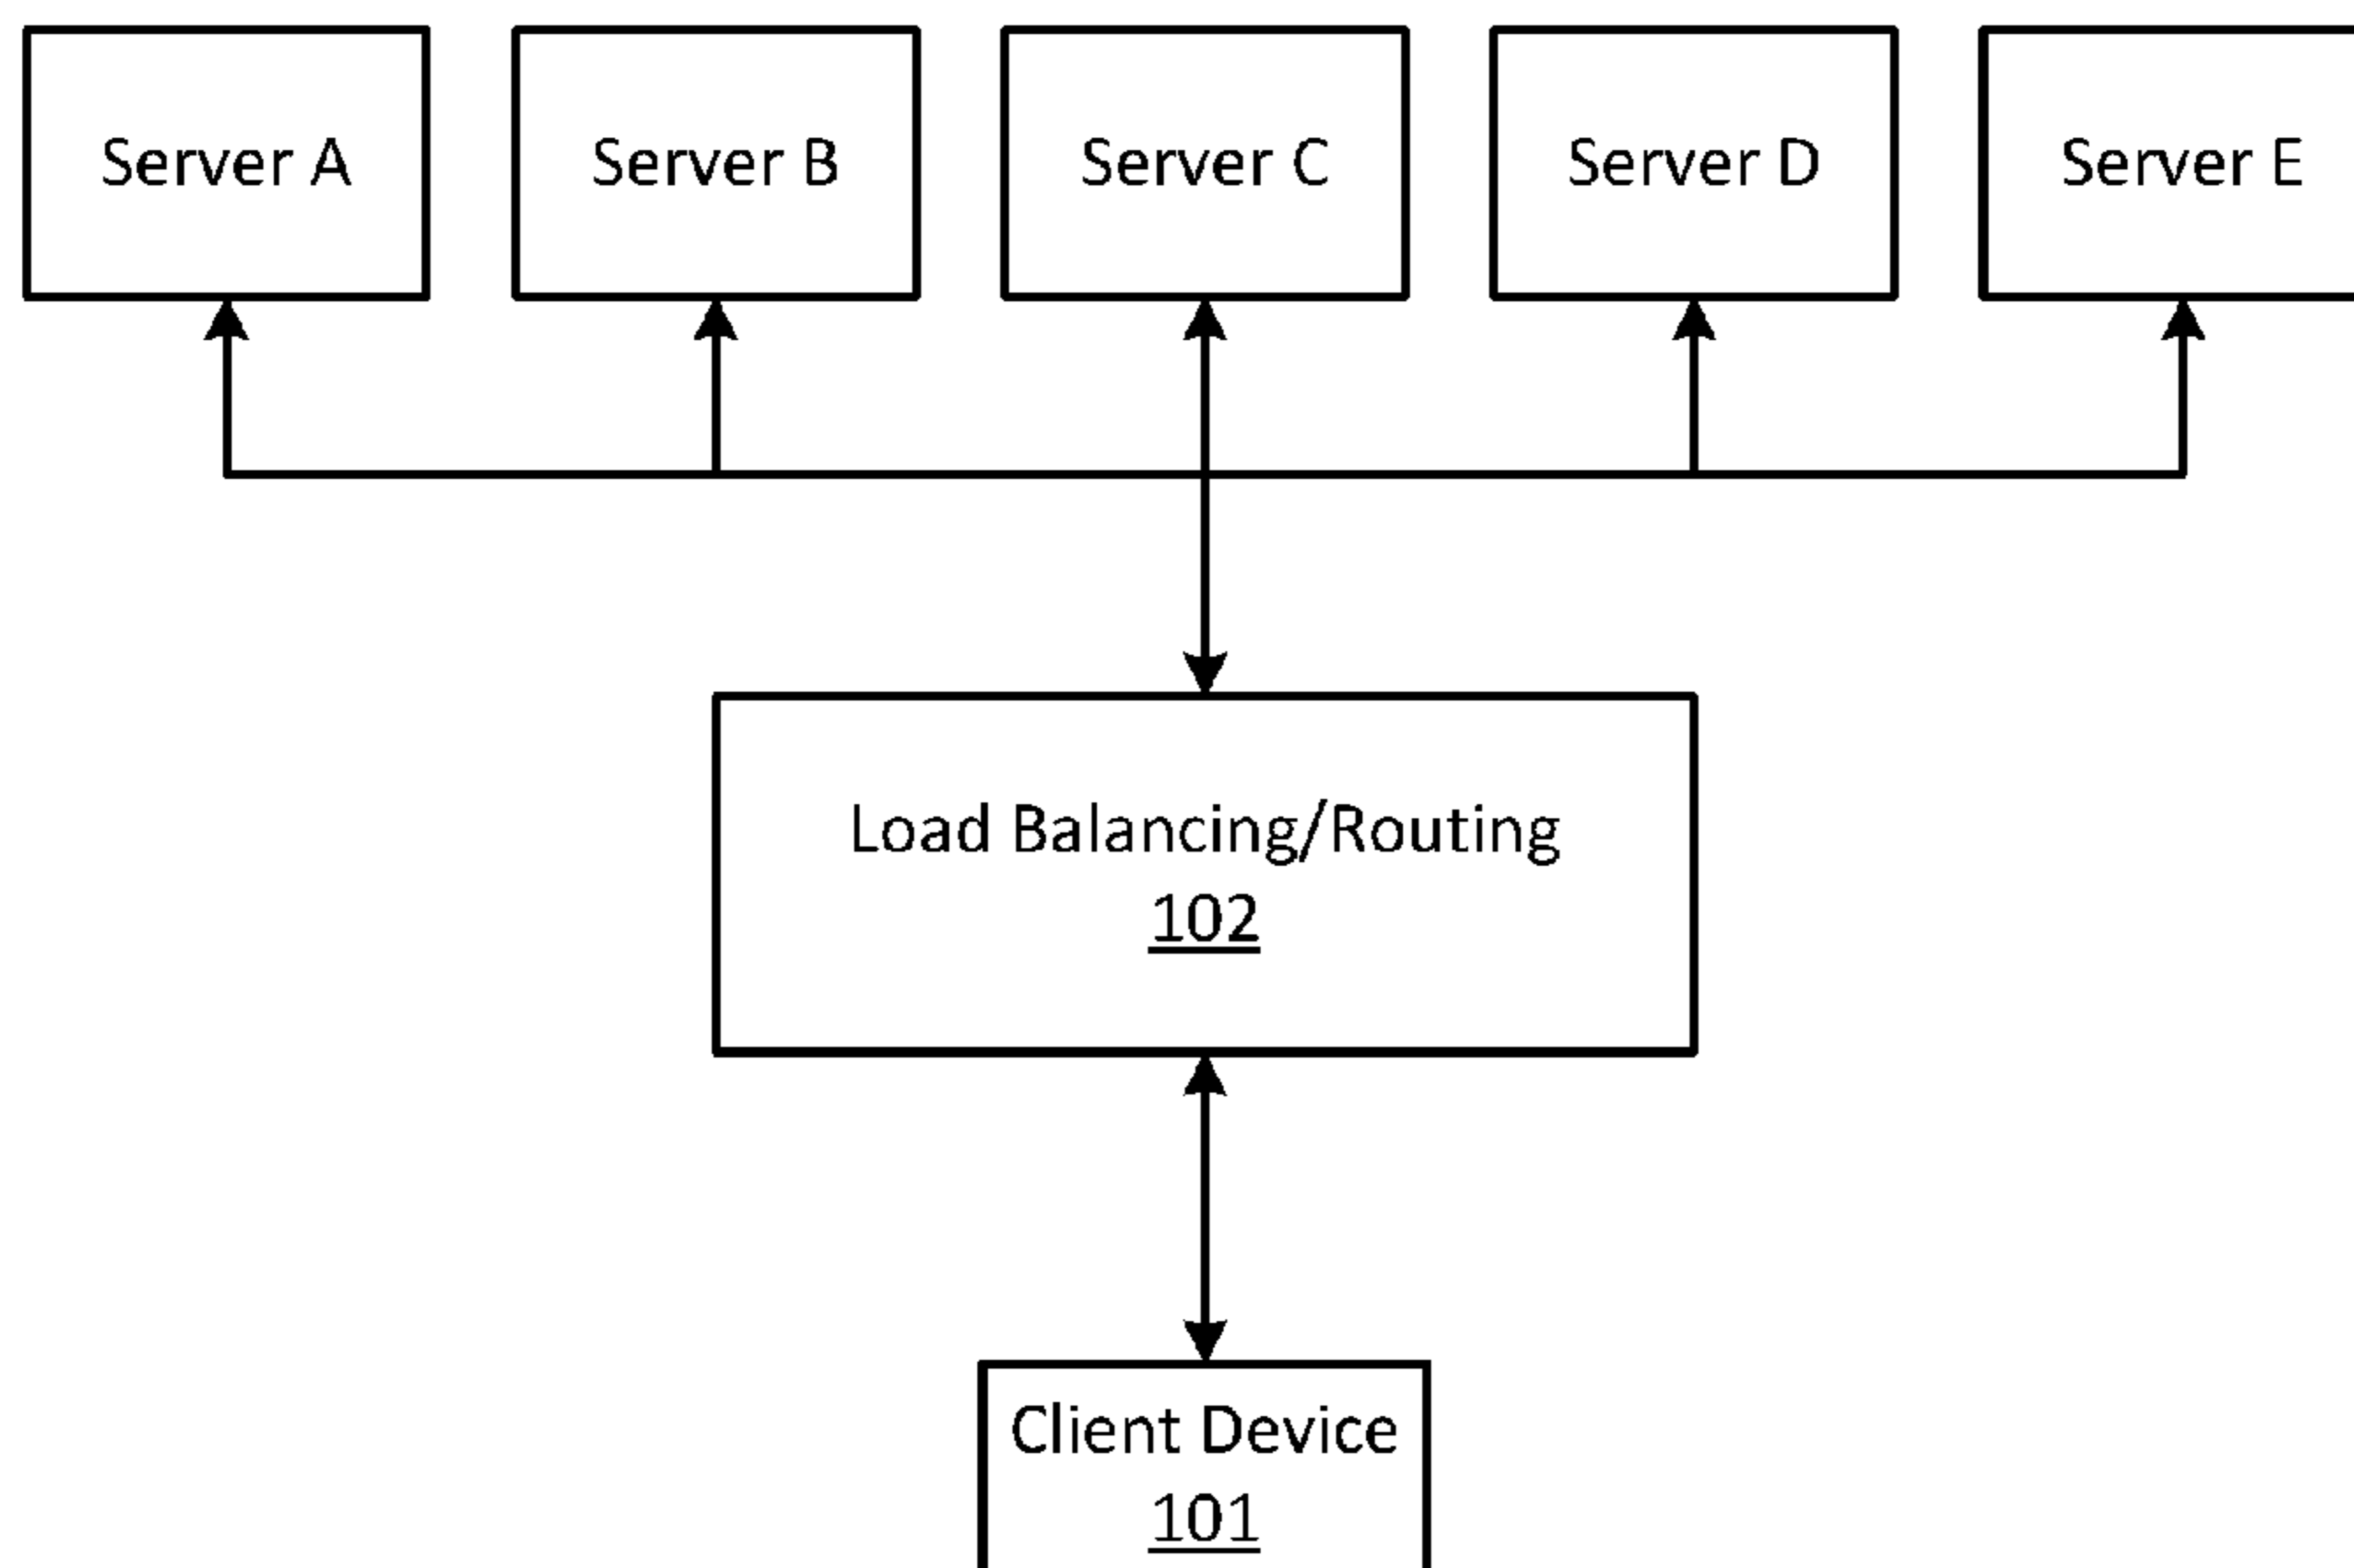 Server A
Server B
Server C
Server D
Server E
Load Balancing/Routing
102
Client Device
101